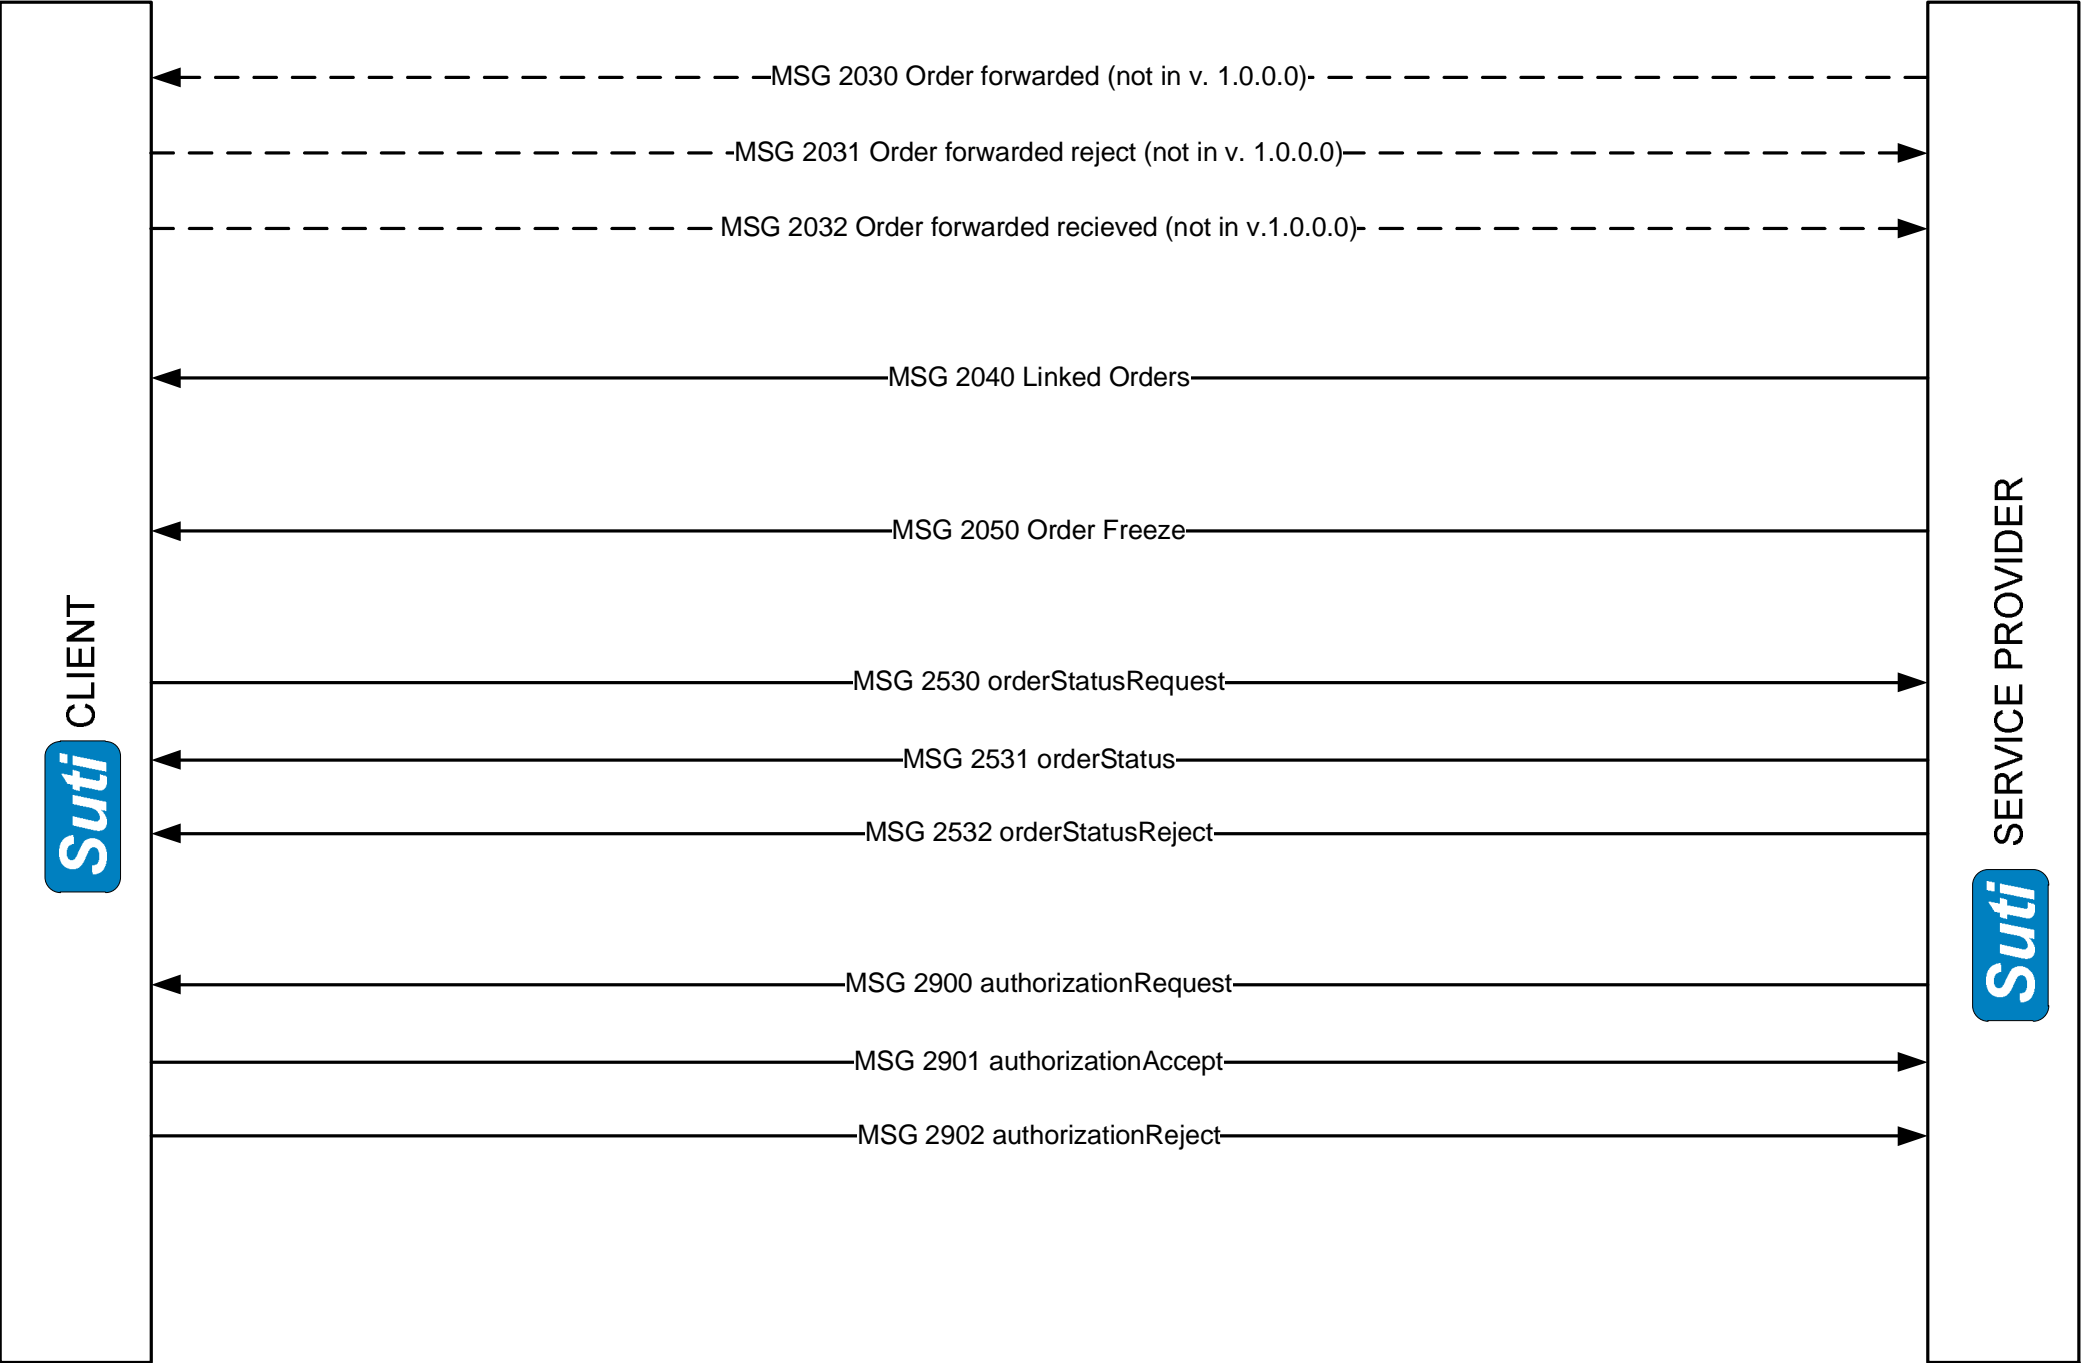 MSG 2030 Order forwarded (not in v. 1.0.0.0)
MSG 2031 Order forwarded reject (not in v. 1.0.0.0)
MSG 2032 Order forwarded recieved (not in v.1.0.0.0)
MSG 2040 Linked Orders
MSG 2050 Order Freeze
MSG 2530 orderStatusRequest
MSG 2531 orderStatus
MSG 2532 orderStatusReject
MSG 2900 authorizationRequest
MSG 2901 authorizationAccept
MSG 2902 authorizationReject
Suti CLIENT
Suti SERVICE PROVIDER